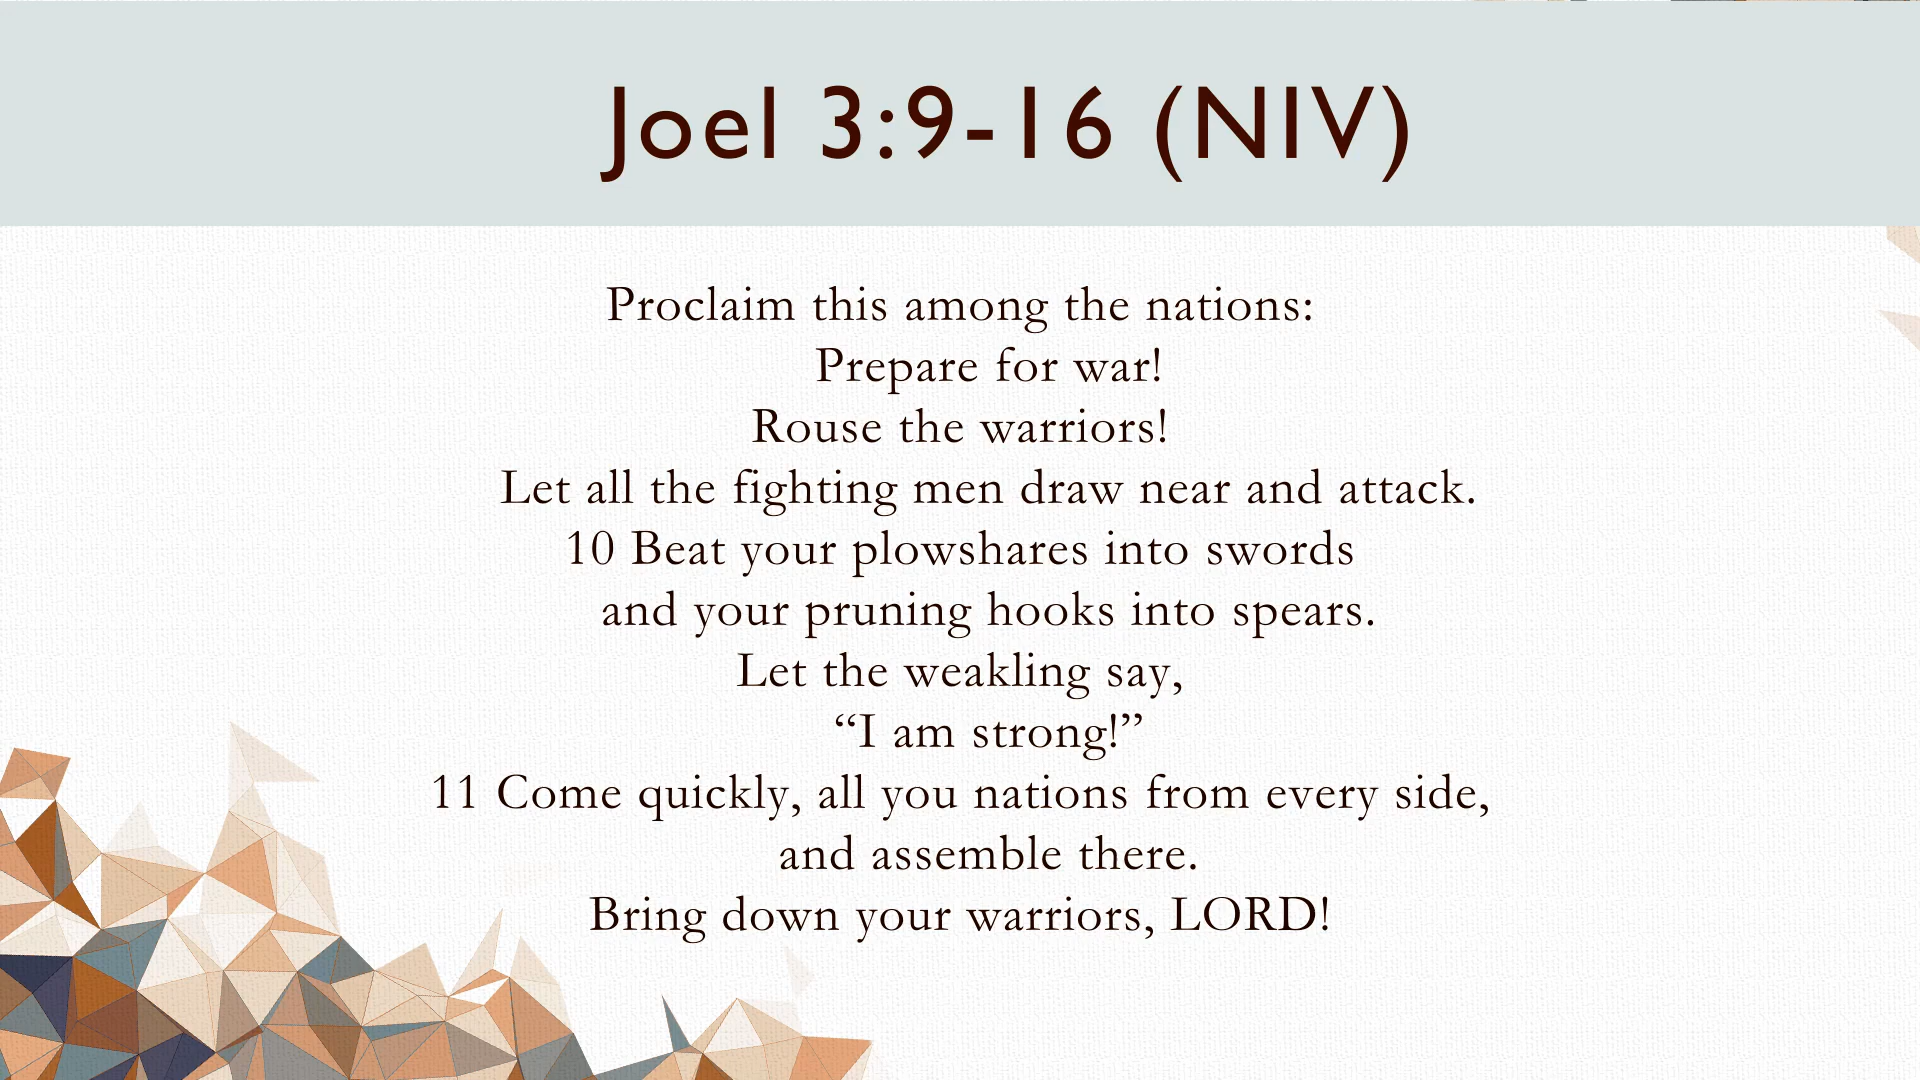 Joel 3:9-16 (NIV)
Proclaim this among the nations:
Prepare for war!
Rouse the warriors!
Let all the fighting men draw near and attack.
10 Beat your plowshares into swords
and your pruning hooks into spears.
Let the weakling say,
“I am strong!”
11 Come quickly, all you nations from every side,
and assemble there.
Bring down your warriors, LORD!